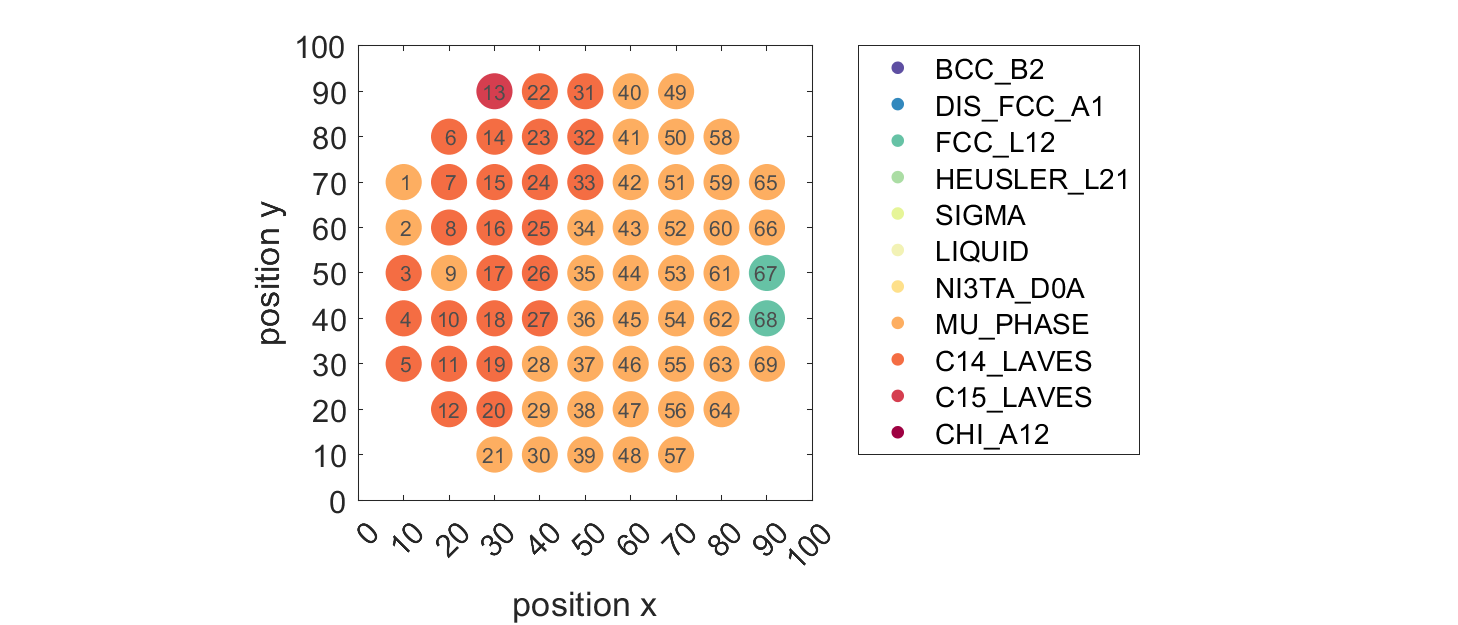 100
90
80
70
60
50
40
30
20
10
0
13 22 31 40 49
6 14 23 32 41 50 58
1 7 15 24 33 42 51 59 65
2 8 16 25 34 43 52 60 66
3 9 17 26 35 44 53 61 67
4 10 18 27 36 45 54 62 68
5 11 19 28 37 46 55 63 69
12 20 29 38 47 56 64
21 30 39 48 57
0 10 20 30 40 50 60 70 80 90 100
position x
position y
BCC_B2
DIS_FCC_A1
FCC_L12
HEUSLER_L21
SIGMA
LIQUID
NI3TA_D0A
MU_PHASE
C14_LAVES
C15_LAVES
CHI_A12